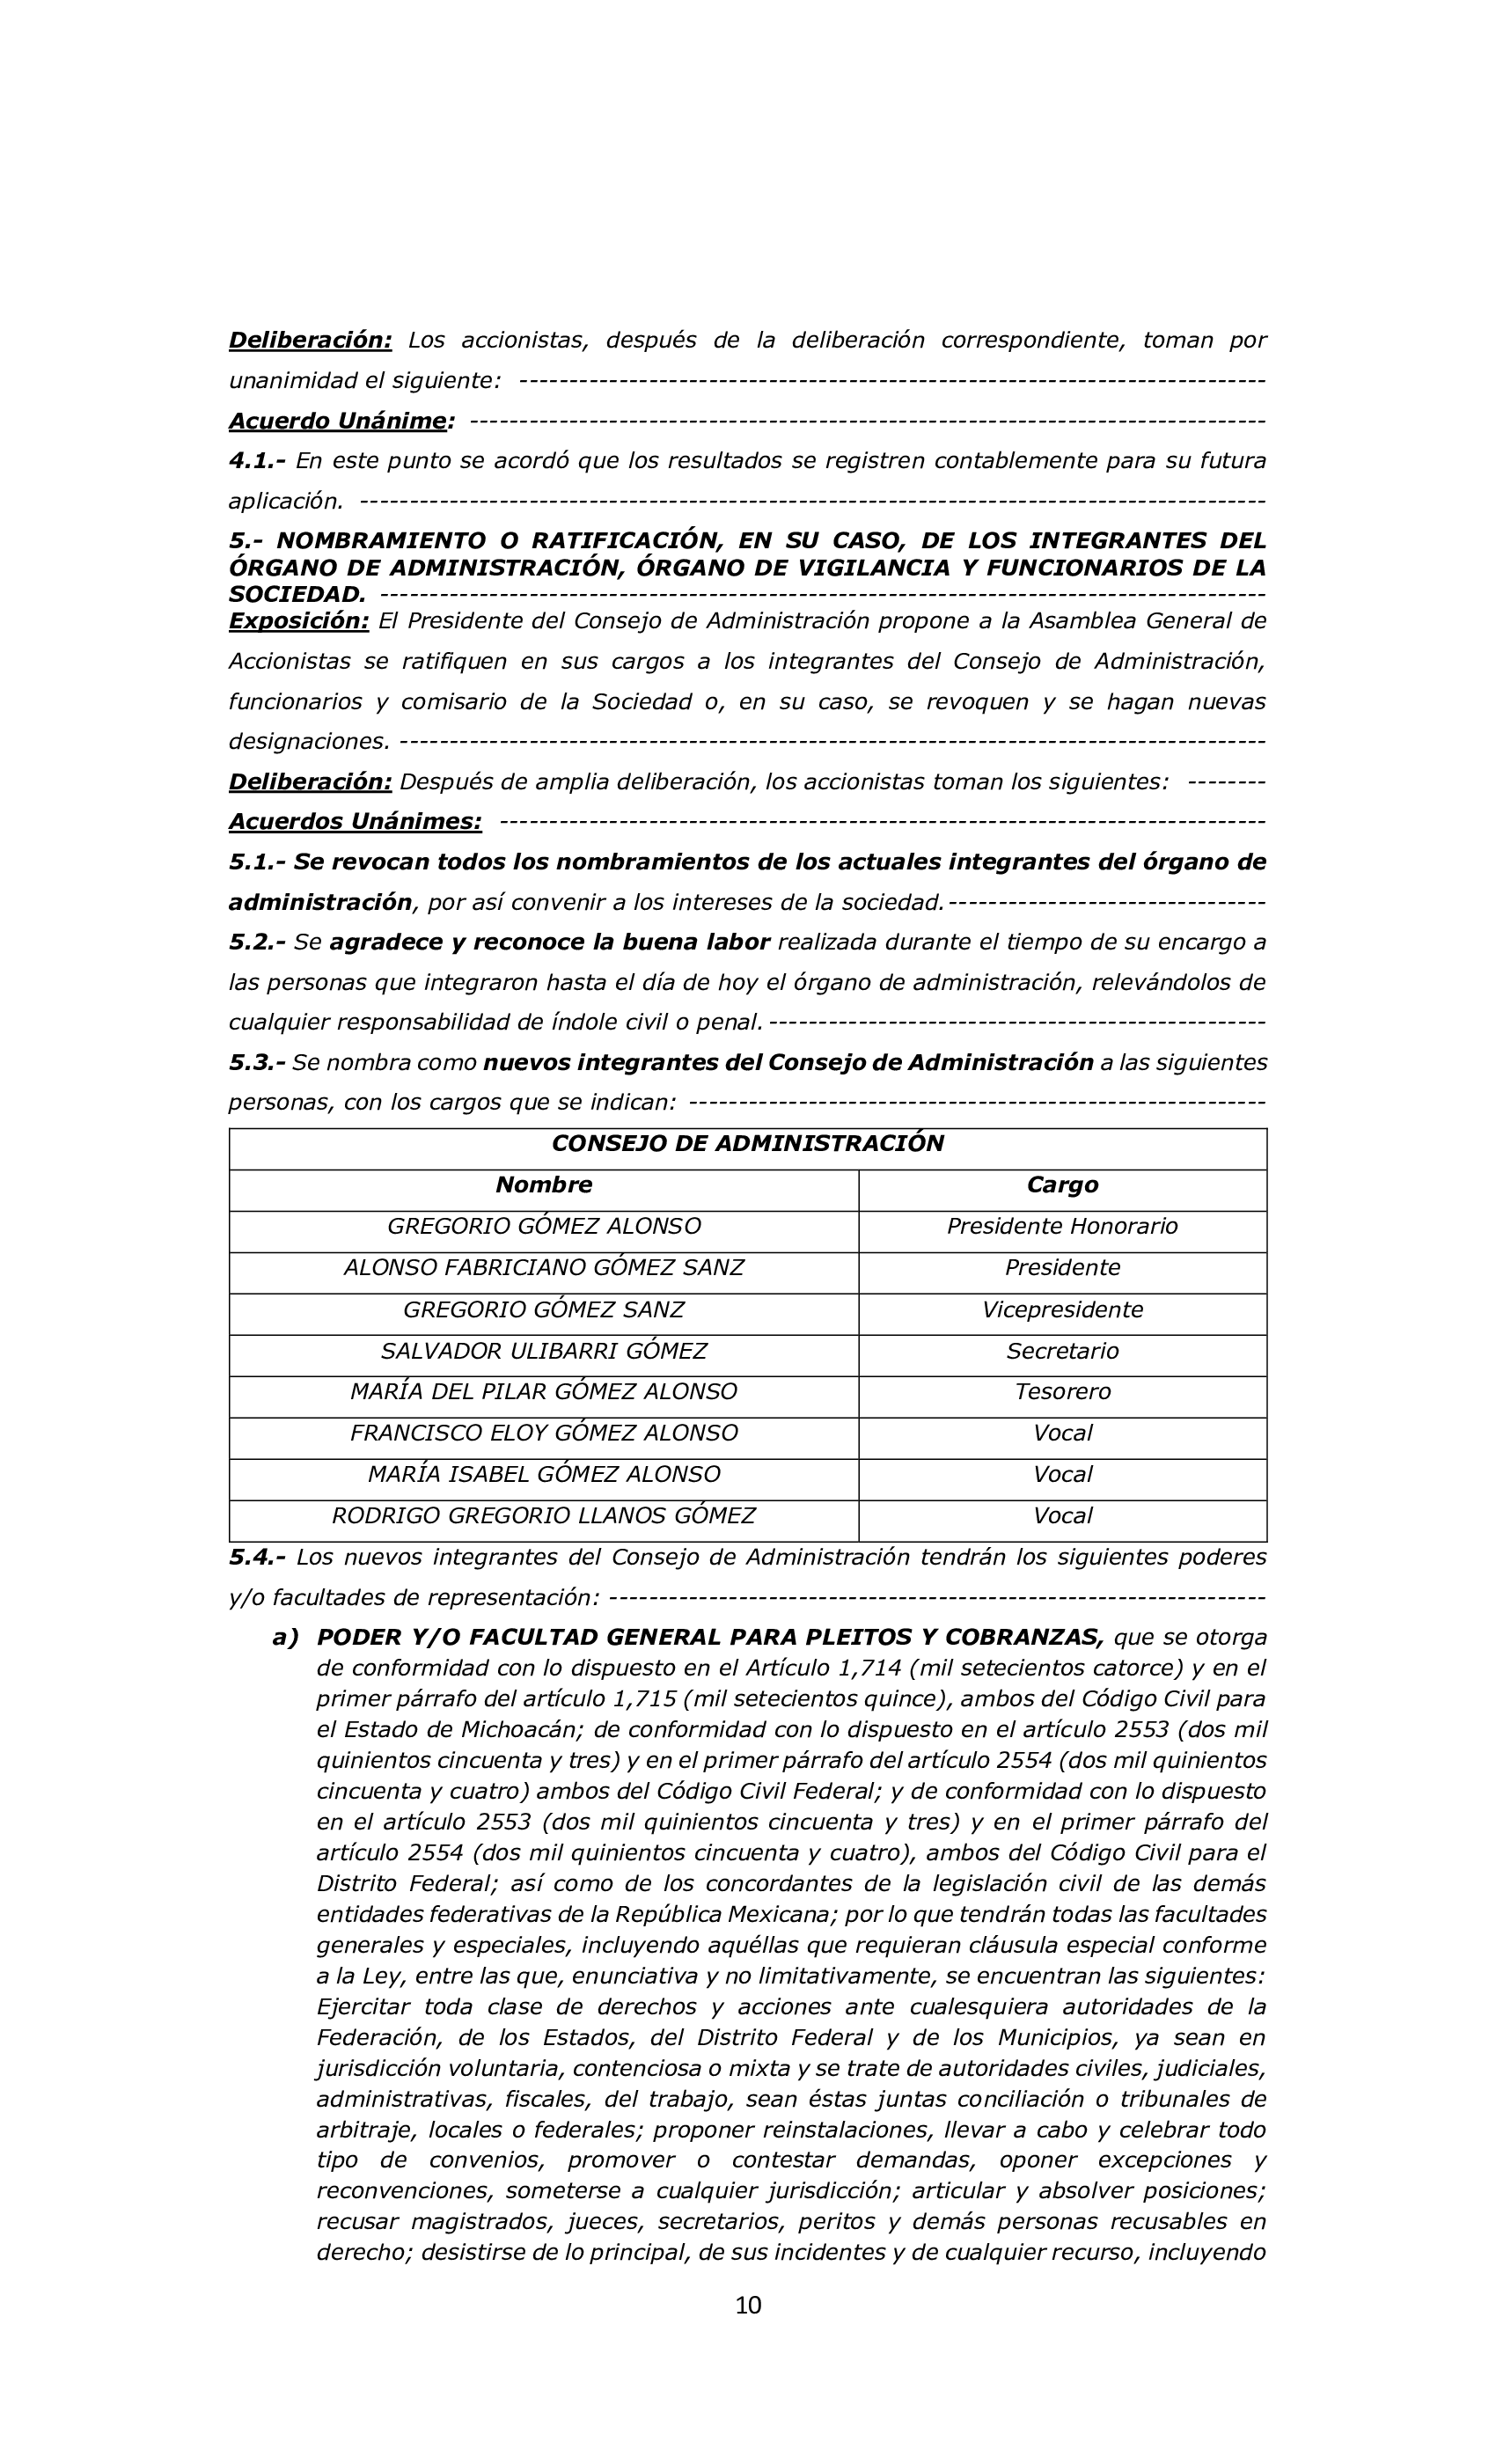 Deliberación: Los accionistas, después de la deliberación correspondiente, toman por
unanimidad el siguiente: ---------------------------------------------------------------------------
Acuerdo Unánime: --------------------------------------------------------------------------------
4.1.- En este punto se acordó que los resultados se registren contablemente para su futura
aplicación. -------------------------------------------------------------------------------------------
5.- NOMBRAMIENTO O RATIFICACIÓN, EN SU CASO, DE LOS INTEGRANTES DEL
ÓRGANO DE ADMINISTRACIÓN, ÓRGANO DE VIGILANCIA Y FUNCIONARIOS DE LA
SOCIEDAD. -----------------------------------------------------------------------------------------
Exposición: El Presidente del Consejo de Administración propone a la Asamblea General de
Accionistas se ratifiquen en sus cargos a los integrantes del Consejo de Administración,
funcionarios y comisario de la Sociedad o, en su caso, se revoquen y se hagan nuevas
designaciones. ---------------------------------------------------------------------------------------
Deliberación: Después de amplia deliberación, los accionistas toman los siguientes: --------
Acuerdos Unánimes: -----------------------------------------------------------------------------
5.1.- Se revocan todos los nombramientos de los actuales integrantes del órgano de
administración, por así convenir a los intereses de la sociedad.--------------------------------
5.2.- Se agradece y reconoce la buena labor realizada durante el tiempo de su encargo a
las personas que integraron hasta el día de hoy el órgano de administración, relevándolos de
cualquier responsabilidad de índole civil o penal. --------------------------------------------------
5.3.- Se nombra como nuevos integrantes del Consejo de Administración a las siguientes
personas, con los cargos que se indican: ----------------------------------------------------------
CONSEJO DE ADMINISTRACIÓN
Nombre Cargo
GREGORIO GÓMEZ ALONSO Presidente Honorario
ALONSO FABRICIANO GÓMEZ SANZ Presidente
GREGORIO GÓMEZ SANZ Vicepresidente
SALVADOR ULIBARRI GÓMEZ Secretario
MARÍA DEL PILAR GÓMEZ ALONSO Tesorero
FRANCISCO ELOY GÓMEZ ALONSO Vocal
MARÍA ISABEL GÓMEZ ALONSO Vocal
RODRIGO GREGORIO LLANOS GÓMEZ Vocal
5.4.- Los nuevos integrantes del Consejo de Administración tendrán los siguientes poderes
y/o facultades de representación: ------------------------------------------------------------------
a) PODER Y/O FACULTAD GENERAL PARA PLEITOS Y COBRANZAS, que se otorga
de conformidad con lo dispuesto en el Artículo 1,714 (mil setecientos catorce) y en el
primer párrafo del artículo 1,715 (mil setecientos quince), ambos del Código Civil para
el Estado de Michoacán; de conformidad con lo dispuesto en el artículo 2553 (dos mil
quinientos cincuenta y tres) y en el primer párrafo del artículo 2554 (dos mil quinientos
cincuenta y cuatro) ambos del Código Civil Federal; y de conformidad con lo dispuesto
en el artículo 2553 (dos mil quinientos cincuenta y tres) y en el primer párrafo del
artículo 2554 (dos mil quinientos cincuenta y cuatro), ambos del Código Civil para el
Distrito Federal; así como de los concordantes de la legislación civil de las demás
entidades federativas de la República Mexicana; por lo que tendrán todas las facultades
generales y especiales, incluyendo aquéllas que requieran cláusula especial conforme
a la Ley, entre las que, enunciativa y no limitativamente, se encuentran las siguientes:
Ejercitar toda clase de derechos y acciones ante cualesquiera autoridades de la
Federación, de los Estados, del Distrito Federal y de los Municipios, ya sean en
jurisdicción voluntaria, contenciosa o mixta y se trate de autoridades civiles, judiciales,
administrativas, fiscales, del trabajo, sean éstas juntas conciliación o tribunales de
arbitraje, locales o federales; proponer reinstalaciones, llevar a cabo y celebrar todo
tipo de convenios, promover o contestar demandas, oponer excepciones y
reconvenciones, someterse a cualquier jurisdicción; articular y absolver posiciones;
recusar magistrados, jueces, secretarios, peritos y demás personas recusables en
derecho; desistirse de lo principal, de sus incidentes y de cualquier recurso, incluyendo
10